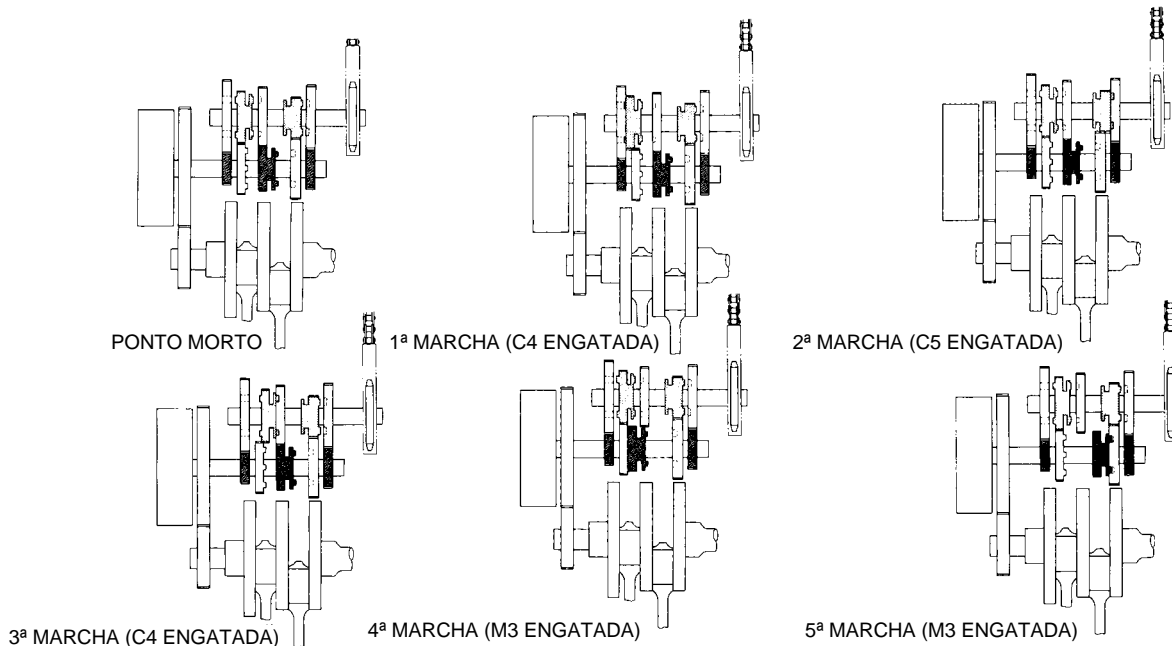 PONTO MORTO
1ª MARCHA (C4 ENGATADA)
2ª MARCHA (C5 ENGATADA)
3ª MARCHA (C4 ENGATADA)
4ª MARCHA (M3 ENGATADA)
5ª MARCHA (M3 ENGATADA)